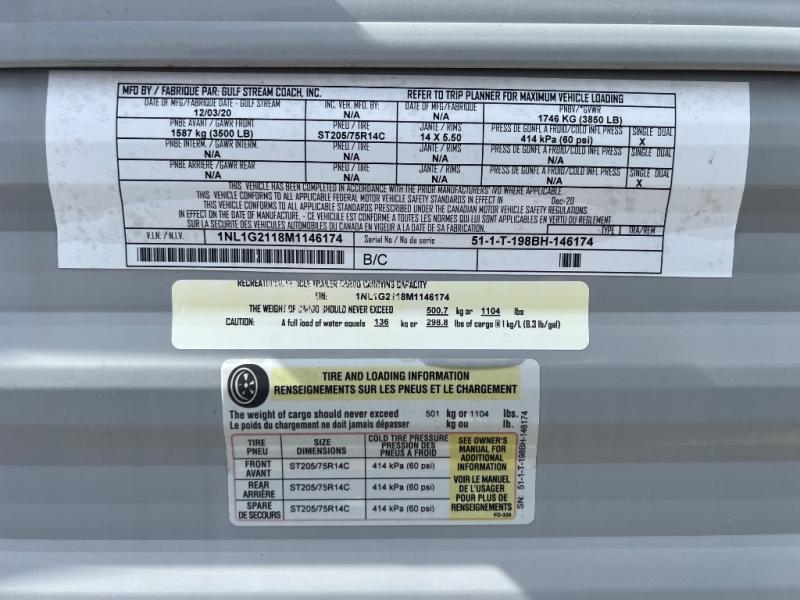 MFD BY / FABRIQUE PAR: GULF STREAM COACH, INC.
REFER TO TRIP PLANNER FOR MAXIMUM VEHICLE LOADING
DATE OF MFG/FABRIQUE DATE - GULF STREAM
12/03/20
INC. VEH. MFD. BY
N/A
DATE OF MFG/FABRIQUE
N/A
PNBV/*GVWR
1746 KG (3850 LB)
PNBE AVANT / GAWR FRONT
1587 kg (3500 LB)
PNEU / TIRE
ST205/75R14C
JANTE / RIMS
14 X 5.50
PRESS DE GONFL A FROID/COLD INFL PRESS
414 kPa (60 psi)
SINGLE DUAL
X
PNBE INTERM. / GAWR INTERM.
N/A
PNEU / TIRE
N/A
JANTE / RIMS
N/A
PRESS DE GONFL A FROID/COLD INFL PRESS
N/A
SINGLE DUAL
PNBE ARRIERE / GAWR REAR
N/A
PNEU / TIRE
N/A
JANTE / RIMS
N/A
PRESS DE GONFL A FROID/COLD INFL PRESS
N/A
SINGLE DUAL
X
THIS VEHICLE HAS BEEN COMPLETED IN ACCORDANCE WITH THE PRIOR MANUFACTURERS' IVD WHERE APPLICABLE.
THIS VEHICLE CONFORMS TO ALL APPLICABLE FEDERAL MOTOR VEHICLE SAFETY STANDARDS IN EFFECT IN Dec-20
THIS VEHICLE CONFORMS TO ALL APPLICABLE STANDARDS PRESCRIBED UNDER THE CANADIAN MOTOR VEHICLE SAFETY REGULATIONS
IN EFFECT ON THE DATE OF MANUFACTURE. - CE VEHICULE EST CONFORME A TOUTES LES NORMES QUI LUI SONT APPLICABLES EN VERTU DU REGLEMENT
SUR LA SECURITE DES VEHICULES AUTOMOBILES DU CANADA EN VIGUEUR A LA DATE DE SA FABRICATION.
TYPE TRA/REM
V.I.N. / N.I.V.
1NL1G2118M1146174
Serial No / No de serie
51-1-T-198BH-146174
B/C
CARGO CARRYING CAPACITY
1NL1G2118M1146174
THE WEIGHT OF CARGO SHOULD NEVER EXCEED 500.7 kg or 1104 lbs
CAUTION: A full load of water equals 136 kg or 298.8 lbs of cargo @ 1 kg/L (8.3 lb/gal)
TIRE AND LOADING INFORMATION
RENSEIGNEMENTS SUR LES PNEUS ET LE CHARGEMENT
The weight of cargo should never exceed 501 kg or 1104 lbs.
Le poids du chargement ne doit jamais dépasser kg ou lb.
TIRE
PNEU
SIZE
DIMENSIONS
COLD TIRE PRESSURE
PRESSION DES
PNEUS A FROID
FRONT
AVANT
ST205/75R14C
414 kPa (60 psi)
REAR
ARRIÈRE
ST205/75R14C
414 kPa (60 psi)
SPARE
DE SECOURS
ST205/75R14C
414 kPa (60 psi)
SEE OWNER'S
MANUAL FOR
ADDITIONAL
INFORMATION
VOIR LE MANUEL
DE L'USAGER
POUR PLUS DE
RENSEIGNEMENTS
FO-339
SN: 51-1-T-198BH-146174